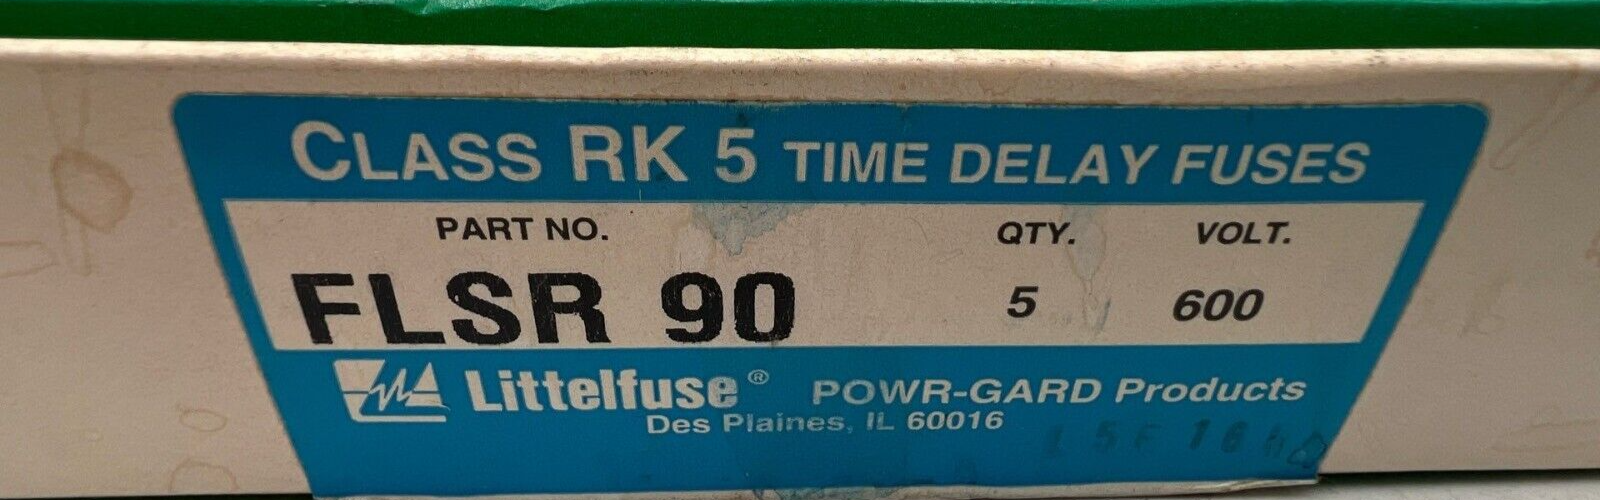 CLASS RK 5 TIME DELAY FUSES
PART NO. QTY. VOLT.
FLSR 90 5 600
Littelfuse® POWR-GARD Products
Des Plaines, IL 60016